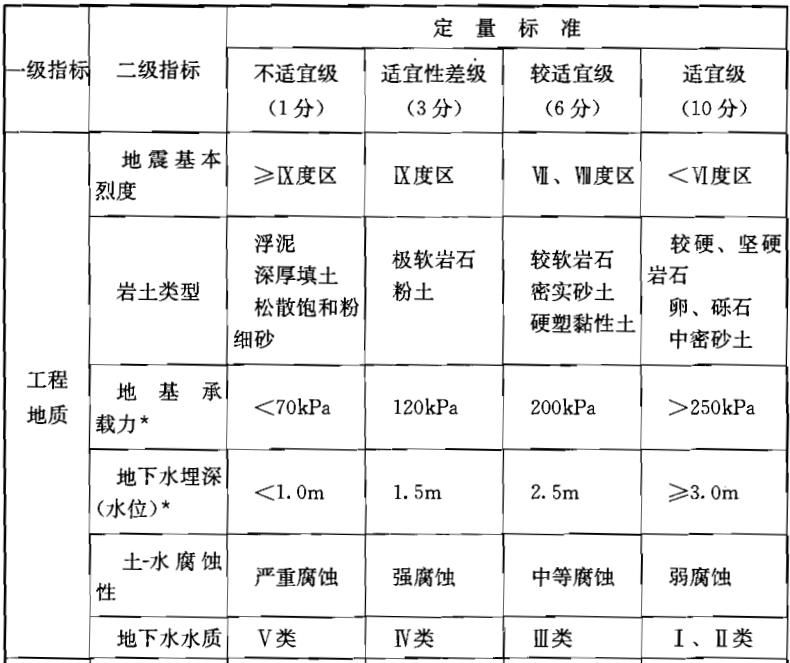 一级指标
二级指标
定量标准
不适宜级
（1分）
适宜性差级
（3分）
较适宜级
（6分）
适宜级
（10分）
工程
地质
地震基本
烈度
≥Ⅸ度区
Ⅸ度区
Ⅶ、Ⅷ度区
＜Ⅵ度区
岩土类型
浮泥
深厚填土
松散饱和粉
细砂
极软岩石
粉土
较软岩石
密实砂土
硬塑黏性土
较硬、坚硬
岩石
卵、砾石
中密砂土
地基承
载力*
＜70kPa
120kPa
200kPa
＞250kPa
地下水埋深
（水位）*
＜1.0m
1.5m
2.5m
≥3.0m
土-水腐蚀
性
严重腐蚀
强腐蚀
中等腐蚀
弱腐蚀
地下水水质
Ⅴ类
Ⅳ类
Ⅲ类
Ⅰ、Ⅱ类